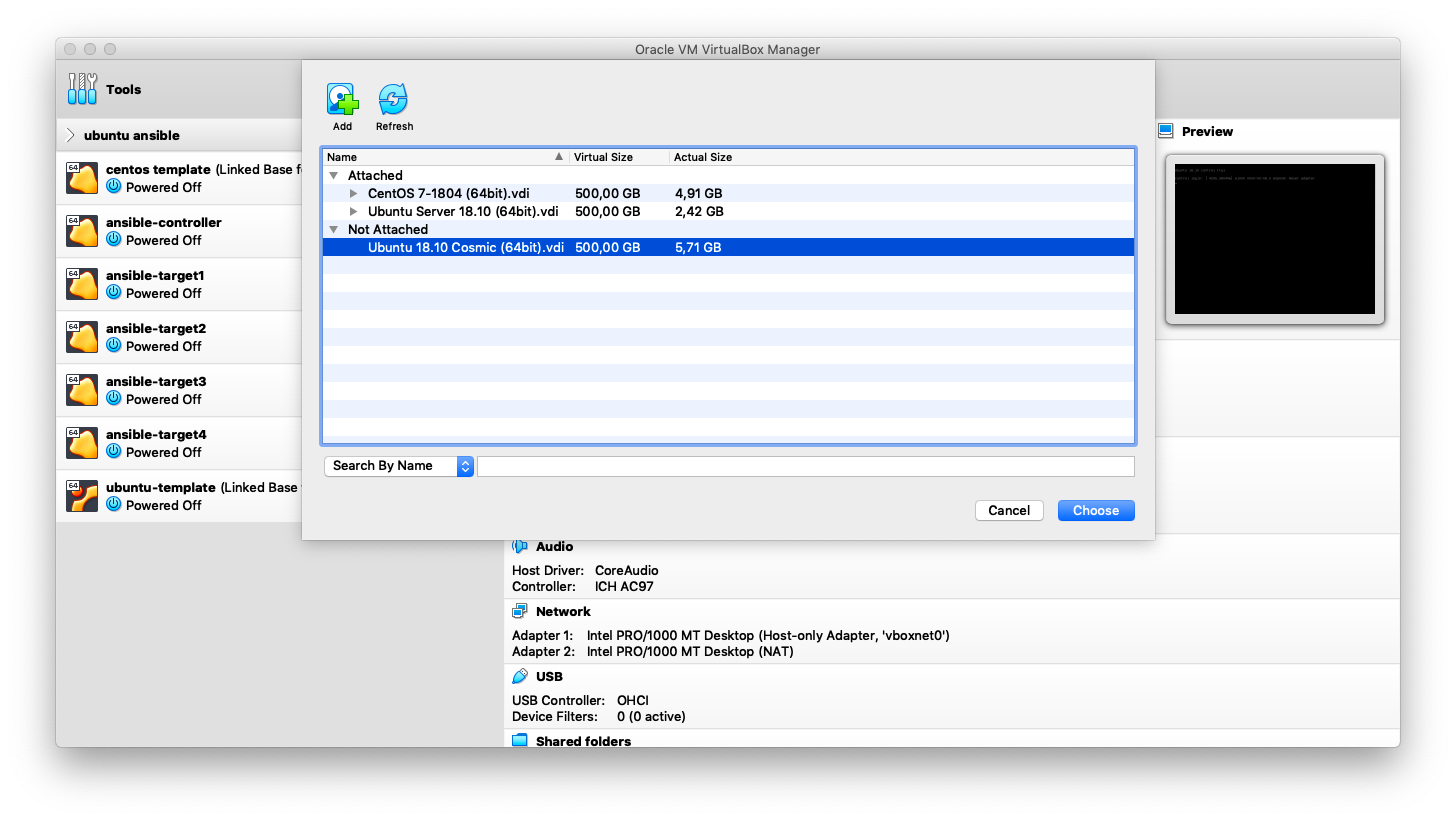 Oracle VM VirtualBox Manager
Tools
ubuntu ansible
64
centos template (Linked Base f
Powered Off
64
ansible-controller
Powered Off
64
ansible-target1
Powered Off
64
ansible-target2
Powered Off
64
ansible-target3
Powered Off
64
ansible-target4
Powered Off
64
ubuntu-template (Linked Base
Powered Off
Add Refresh
Name Virtual Size Actual Size
Attached
CentOS 7-1804 (64bit).vdi 500,00 GB 4,91 GB
Ubuntu Server 18.10 (64bit).vdi 500,00 GB 2,42 GB
Not Attached
Ubuntu 18.10 Cosmic (64bit).vdi 500,00 GB 5,71 GB
Search By Name
Cancel Choose
Preview
Audio
Host Driver: CoreAudio
Controller: ICH AC97
Network
Adapter 1: Intel PRO/1000 MT Desktop (Host-only Adapter, 'vboxnet0')
Adapter 2: Intel PRO/1000 MT Desktop (NAT)
USB
USB Controller: OHCI
Device Filters: 0 (0 active)
Shared folders